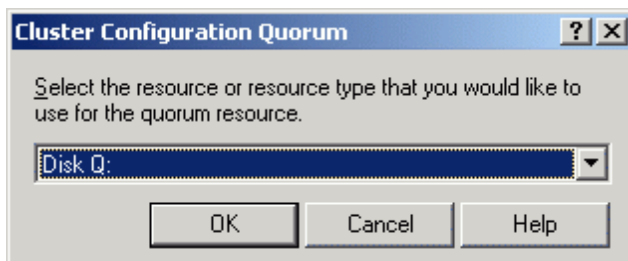 Cluster Configuration Quorum
Select the resource or resource type that you would like to
use for the quorum resource.
Disk Q:
OK Cancel Help